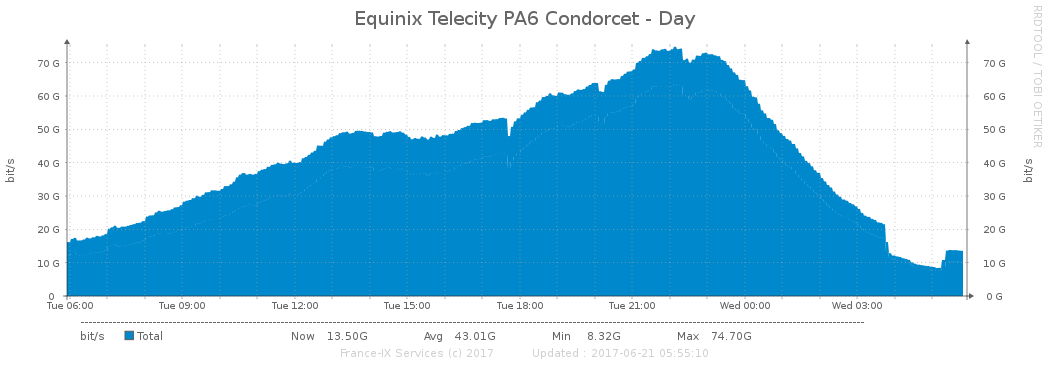 Equinix Telecity PA6 Condorcet - Day
RRDTOOL / TOBI OETIKER
70 G 70 G
60 G 60 G
50 G 50 G
40 G 40 G
30 G 30 G
20 G 20 G
10 G 10 G
0 0 G
bit/s bit/s
Tue 06:00 Tue 09:00 Tue 12:00 Tue 15:00 Tue 18:00 Tue 21:00 Wed 00:00 Wed 03:00
bit/s Total Now 13.50G Avg 43.01G Min 8.32G Max 74.70G
France-IX Services (c) 2017 Updated : 2017-06-21 05:55:10